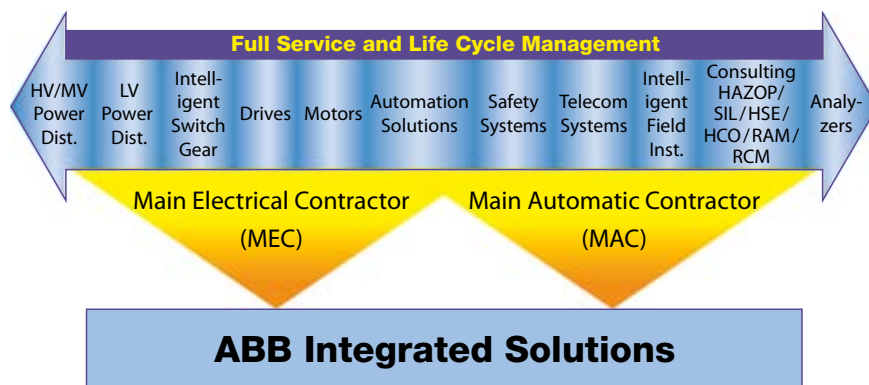 Full Service and Life Cycle Management
HV/MV
Power
Dist.
LV
Power
Dist.
Intell-
igent
Switch
Gear
Drives
Motors
Automation
Solutions
Safety
Systems
Telecom
Systems
Intell-
igent
Field
Inst.
Consulting
HAZOP/
SIL/HSE/
HCO/RAM/
RCM
Analy-
zers
Main Electrical Contractor
(MEC)
Main Automatic Contractor
(MAC)
ABB Integrated Solutions